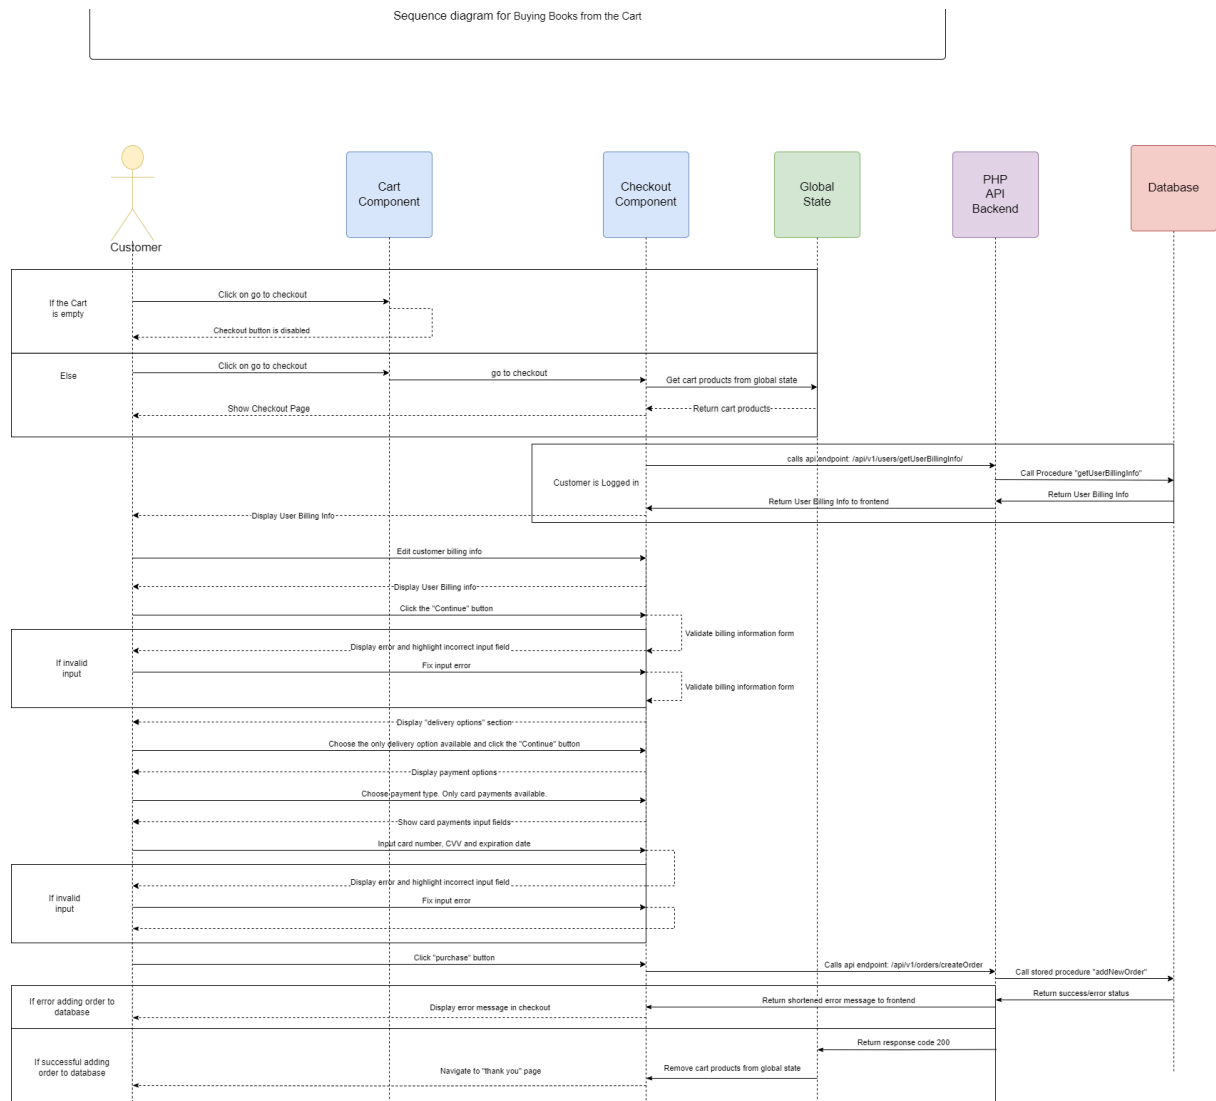 Sequence diagram for Buying Books from the Cart
Customer
Cart
Component
Checkout
Component
Global
State
PHP
API
Backend
Database
If the Cart
is empty
Click on go to checkout
Checkout button is disabled
Else
Click on go to checkout
go to checkout
Get cart products from global state
Show Checkout Page
Return cart products
Customer is Logged in
calls api endpoint: /api/v1/users/getUserBillingInfo/
Call Procedure "getUserBillingInfo"
Return User Billing Info
Return User Billing Info to frontend
Display User Billing Info
Edit customer billing info
Display User Billing info
Click the "Continue" button
Validate billing information form
If invalid
input
Display error and highlight incorrect input field
Fix input error
Validate billing information form
Display "delivery options" section
Choose the only delivery option available and click the "Continue" button
Display payment options
Choose payment type. Only card payments available.
Show card payments input fields
Input card number, CVV and expiration date
If invalid
input
Display error and highlight incorrect input field
Fix input error
Click "purchase" button
Calls api endpoint: /api/v1/orders/createOrder
Call stored procedure "addNewOrder"
Return success/error status
If error adding order to
database
Return shortened error message to frontend
Display error message in checkout
If successful adding
order to database
Return response code 200
Remove cart products from global state
Navigate to "thank you" page